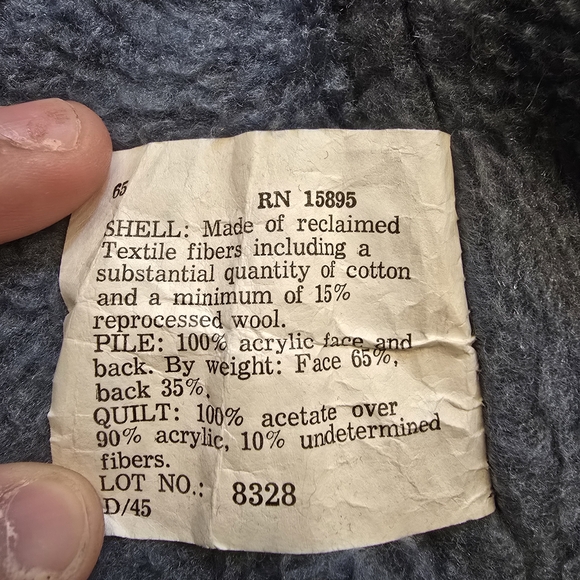 65
RN 15895
SHELL: Made of reclaimed
Textile fibers including a
substantial quantity of cotton
and a minimum of 15%
reprocessed wool.
PILE: 100% acrylic face and
back. By weight: Face 65%,
back 35%.
QUILT: 100% acetate over
90% acrylic, 10% undetermined
fibers.
LOT NO.: 8328
D/45